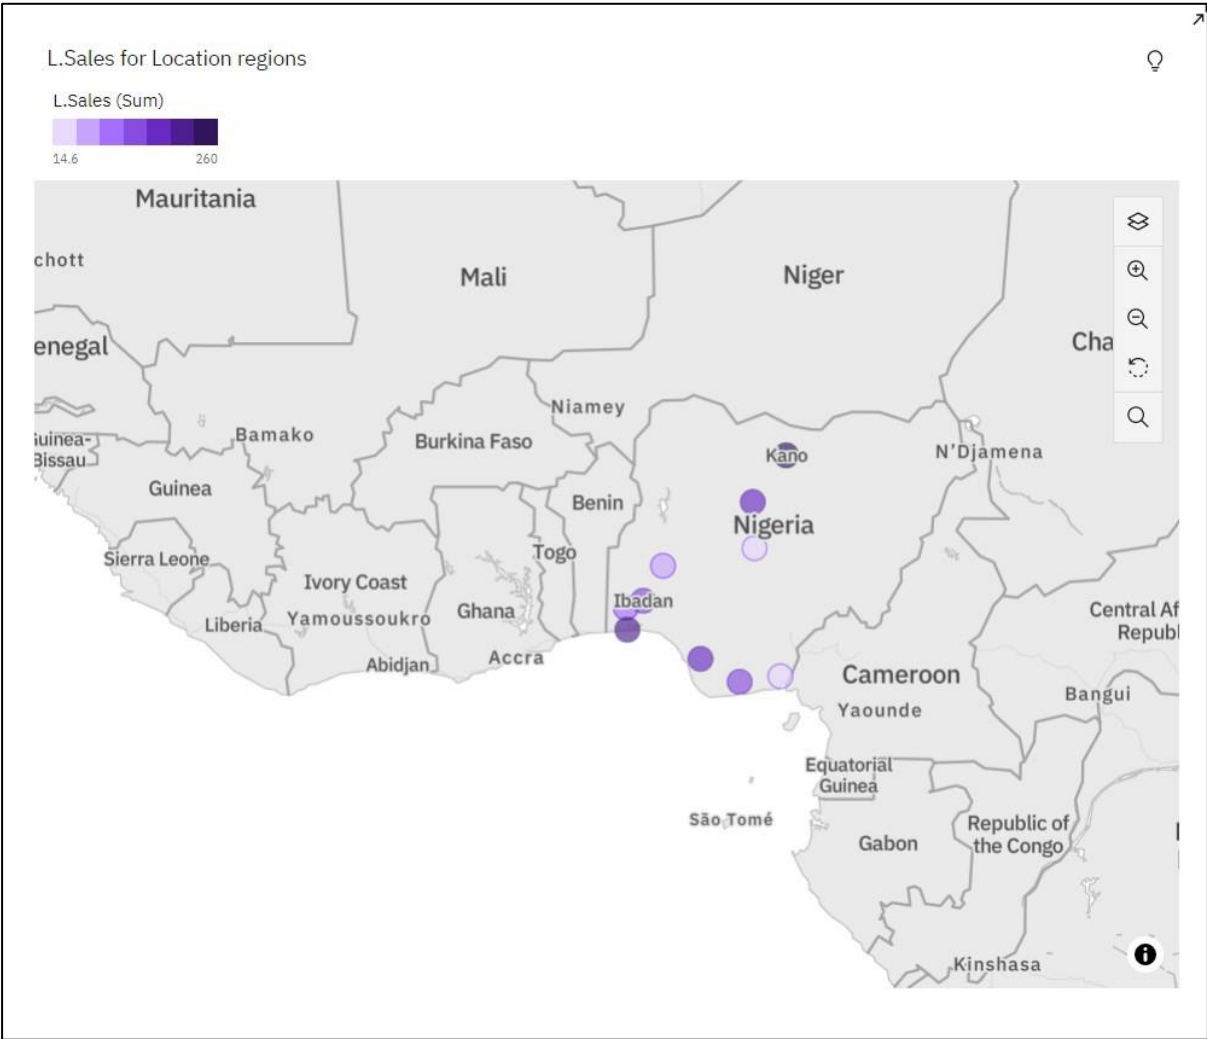 L.Sales for Location regions
L.Sales (Sum)
14.6 260
Mauritania
chott
Mali
Niger
enegal
Cha
Niamey
Bamako
Burkina Faso
Guinea-
Bissau
Kano
N'Djamena
Guinea
Benin
Nigeria
Sierra Leone
Togo
Ivory Coast
Ibadan
Ghana
Yamoussoukro
Liberia
Central Af
Republ
Accra
Abidjan
Cameroon
Bangui
Yaounde
Equatorial
Guinea
São Tomé
Republic of
the Congo
Gabon
Kinshasa